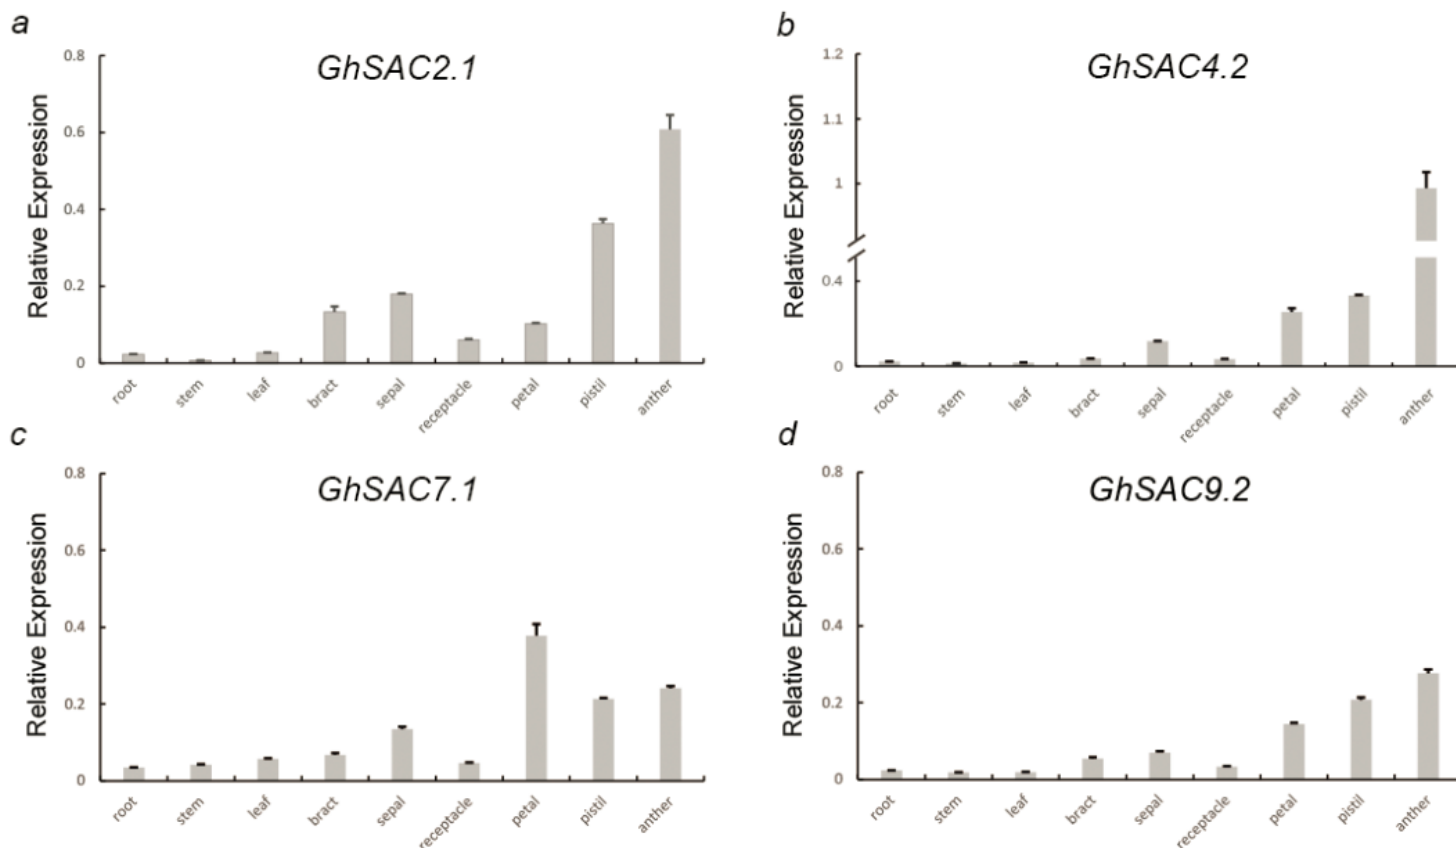 a
GhSAC2.1
Relative Expression
0.8
0.6
0.4
0.2
0
root
stem
leaf
bract
sepal
receptacle
petal
pistil
anther
b
GhSAC4.2
Relative Expression
1.2
1.1
1
0.4
0
root
stem
leaf
bract
sepal
receptacle
petal
pistil
anther
c
GhSAC7.1
Relative Expression
0.8
0.6
0.4
0.2
0
root
stem
leaf
bract
sepal
receptacle
petal
pistil
anther
d
GhSAC9.2
Relative Expression
0.8
0.6
0.4
0.2
0
root
stem
leaf
bract
sepal
receptacle
petal
pistil
anther